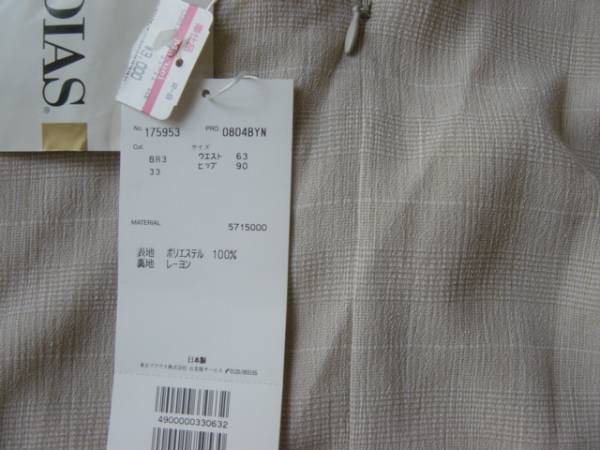 DIAS®
¥3,000
No. 175953 PRO. 0804BYN
Col. サイズ
BR3 ウエスト 63
33 ヒップ 90
MATERIAL 5715000
表地 ポリエステル 100%
裏地 レーヨン
日本製
4900000330632